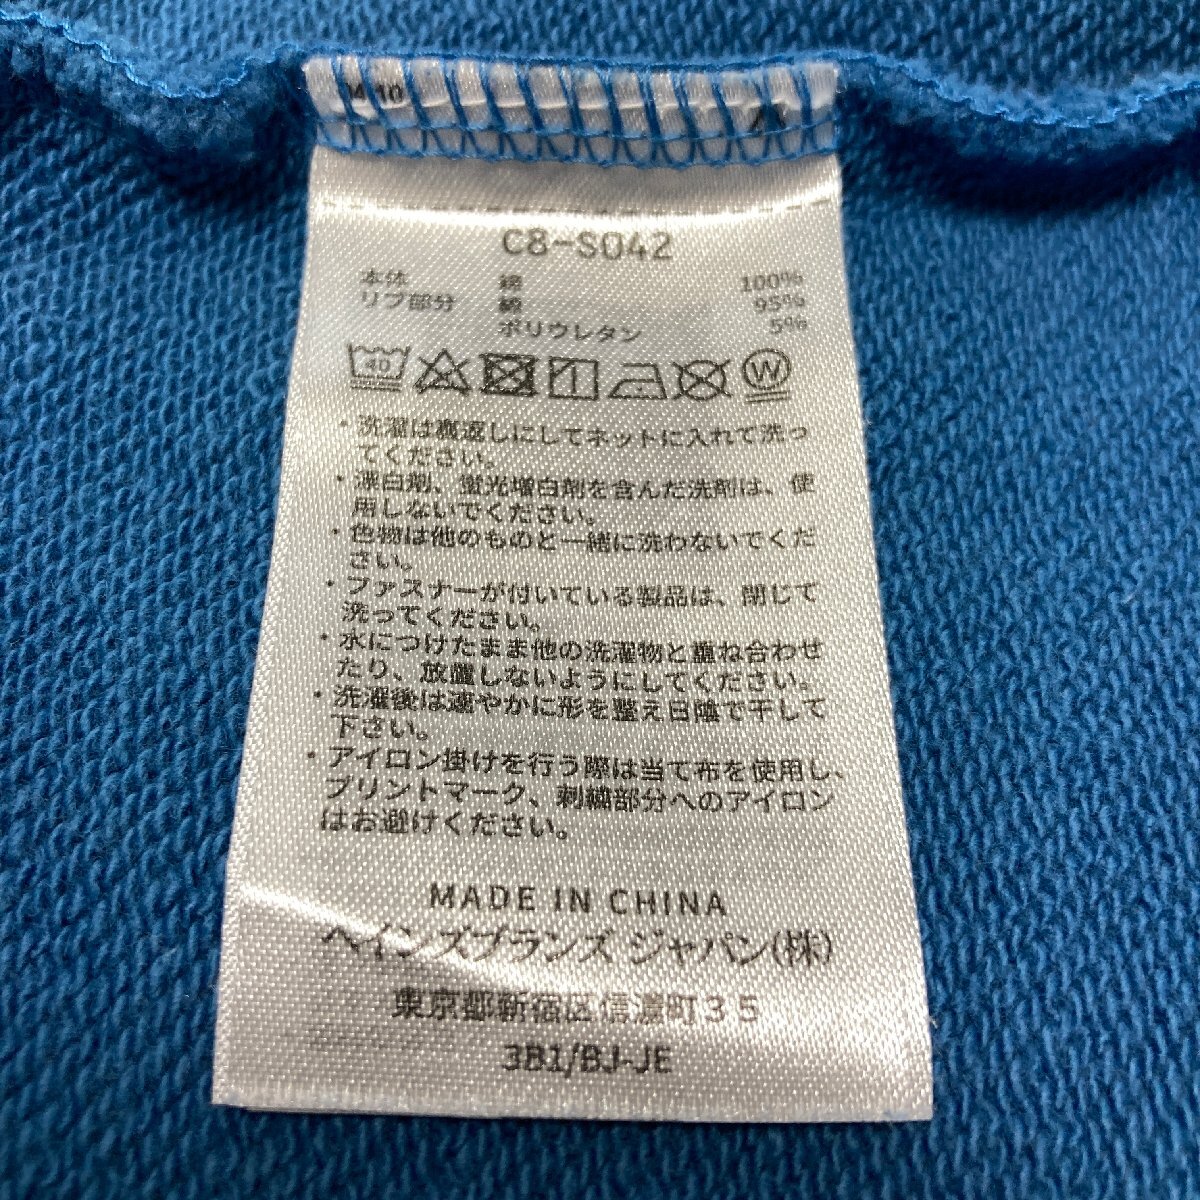 C8-S042
本体 綿 100%
リブ部分 綿 95%
ポリウレタン 5%
40 W
・洗濯は裏返しにしてネットに入れて洗っ
てください。
・漂白剤、蛍光増白剤を含んだ洗剤は、使
用しないでください。
・色物は他のものと一緒に洗わないでくだ
さい。
・ファスナーが付いている製品は、閉じて
洗ってください。
・水につけたまま他の洗濯物と重ね合わせ
たり、放置しないようにしてください。
・洗濯後は速やかに形を整え日陰で干して
下さい。
・アイロン掛けを行う際は当て布を使用し、
プリントマーク、刺繍部分へのアイロン
はお避けください。
MADE IN CHINA
ヘインズブランズ ジャパン(株)
東京都新宿区信濃町３５
3B1/BJ-JE